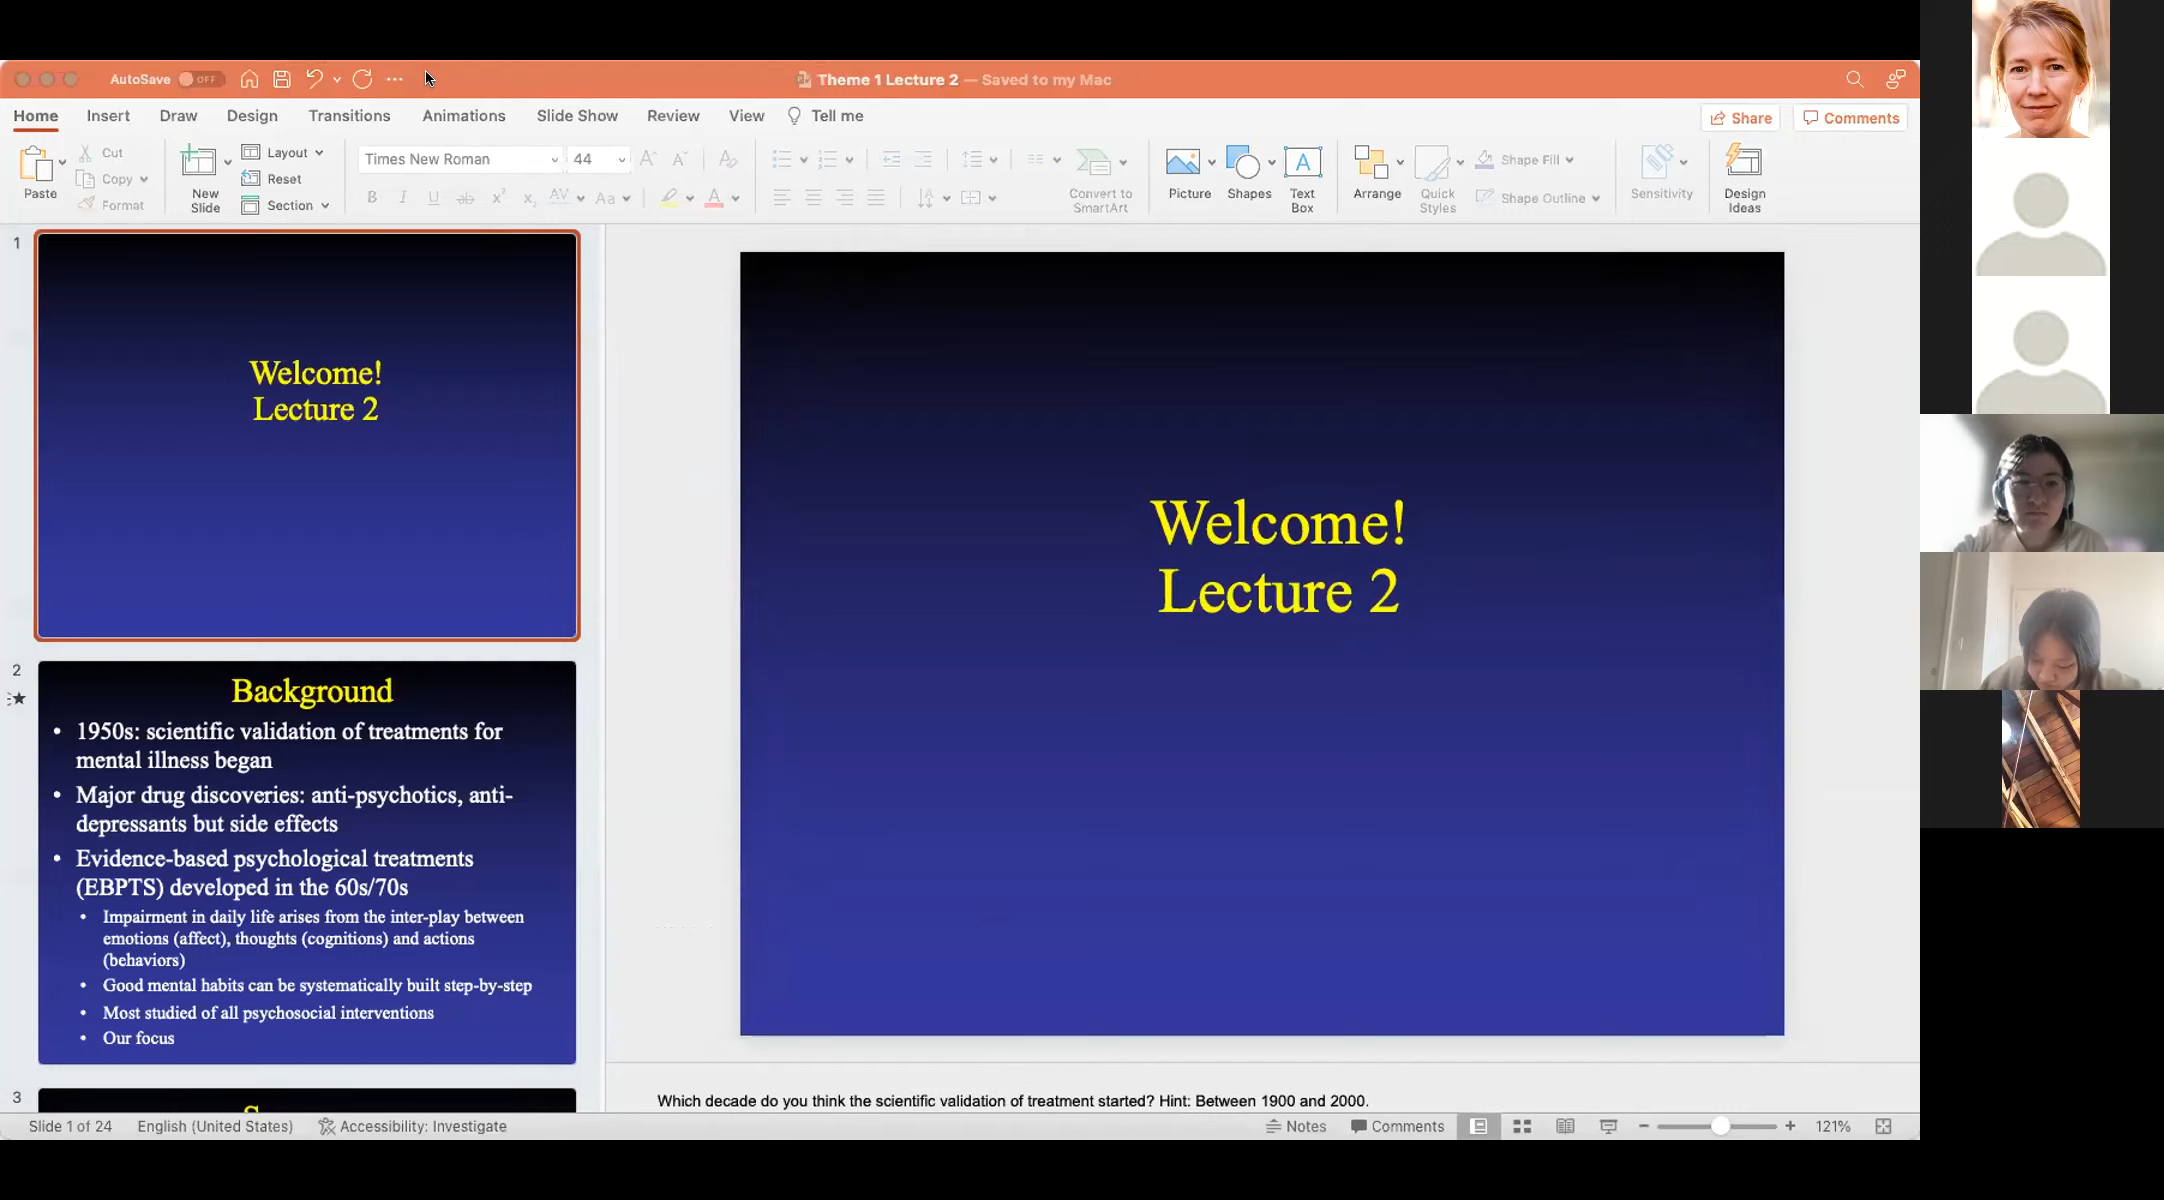 AutoSave OFF
Theme 1 Lecture 2 — Saved to my Mac
Home Insert Draw Design Transitions Animations Slide Show Review View Tell me
Share Comments
Paste
Cut
Copy
Format
New
Slide
Layout
Reset
Section
Times New Roman 44
Convert to
SmartArt
Picture
Shapes
Text
Box
Arrange
Quick
Styles
Shape Fill
Shape Outline
Sensitivity
Design
Ideas
1
Welcome!
Lecture 2
2
Background
• 1950s: scientific validation of treatments for
mental illness began
• Major drug discoveries: anti-psychotics, anti-
depressants but side effects
• Evidence-based psychological treatments
(EBPTS) developed in the 60s/70s
• Impairment in daily life arises from the inter-play between
emotions (affect), thoughts (cognitions) and actions
(behaviors)
• Good mental habits can be systematically built step-by-step
• Most studied of all psychosocial interventions
• Our focus
3
Welcome!
Lecture 2
Which decade do you think the scientific validation of treatment started? Hint: Between 1900 and 2000.
Slide 1 of 24 English (United States) Accessibility: Investigate
Notes Comments 121%